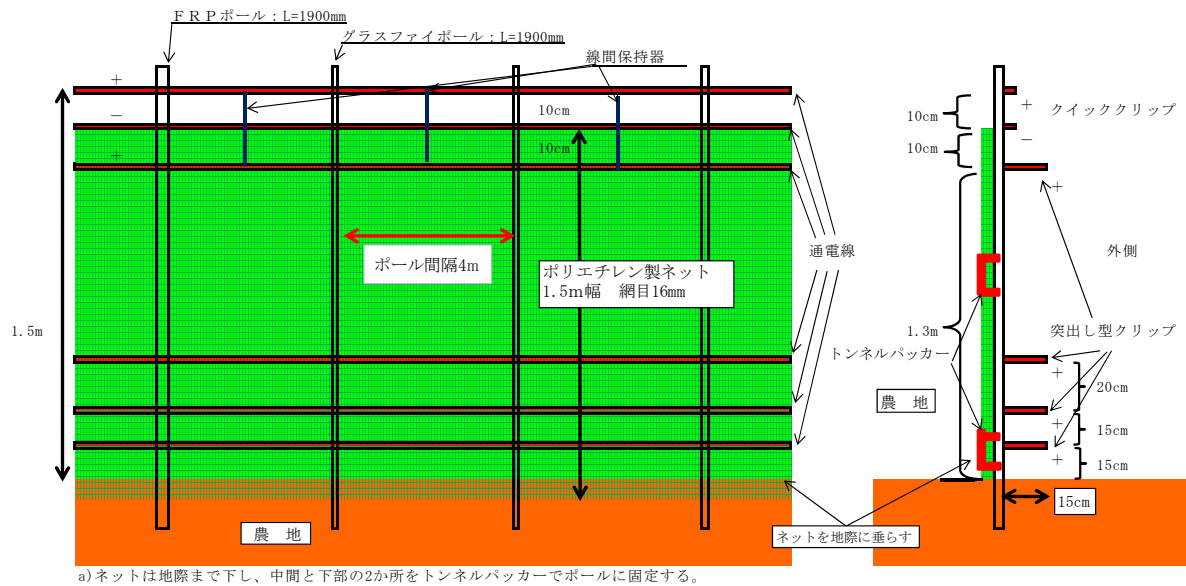 ＦＲＰポール：L=1900mm
グラスファイポール：L=1900mm
線間保持器
＋
－
＋
10cm
10cm
ポール間隔4m
ポリエチレン製ネット
1.5m幅　網目16mm
1.5m
通電線
農　地
10cm
10cm
＋
－
＋
クイッククリップ
外側
1.3m
トンネルパッカー
突出し型クリップ
農　地
＋
20cm
＋
15cm
＋
15cm
15cm
ネットを地際に垂らす
a)ネットは地際まで下し、中間と下部の2か所をトンネルパッカーでポールに固定する。